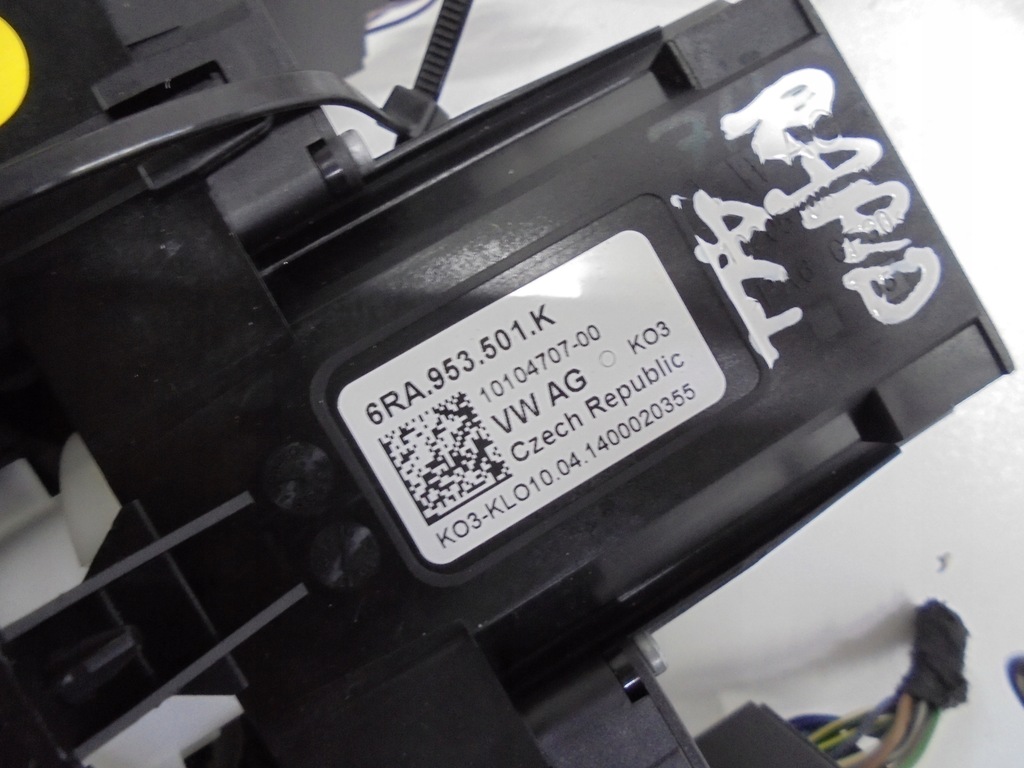 6RA.953.501.K
10104707-00
VW AG
KO3
Czech Republic
KO3-KLO10.04.1400020355